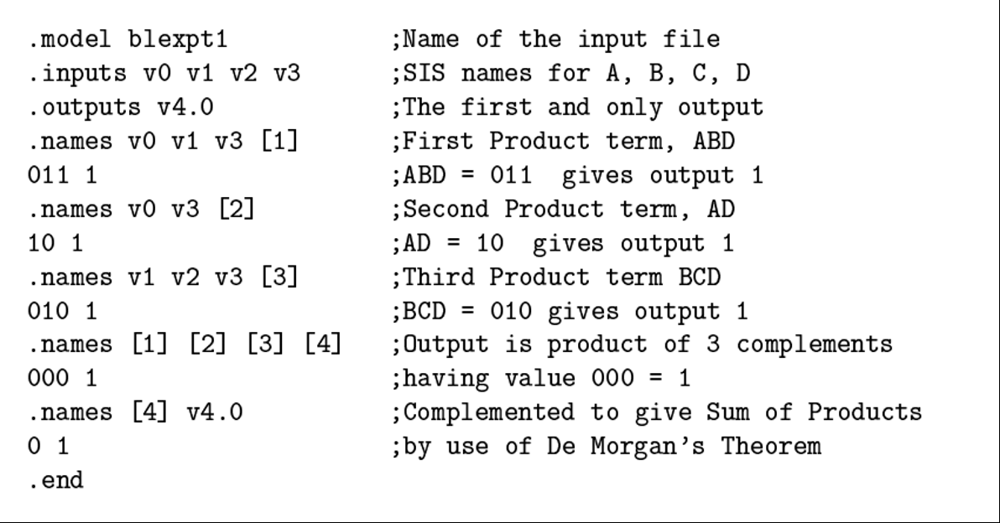 .model blexpt1 ;Name of the input file
.inputs v0 v1 v2 v3 ;SIS names for A, B, C, D
.outputs v4.0 ;The first and only output
.names v0 v1 v3 [1] ;First Product term, ABD
011 1 ;ABD = 011 gives output 1
.names v0 v3 [2] ;Second Product term, AD
10 1 ;AD = 10 gives output 1
.names v1 v2 v3 [3] ;Third Product term BCD
010 1 ;BCD = 010 gives output 1
.names [1] [2] [3] [4] ;Output is product of 3 complements
000 1 ;having value 000 = 1
.names [4] v4.0 ;Complemented to give Sum of Products
0 1 ;by use of De Morgan's Theorem
.end